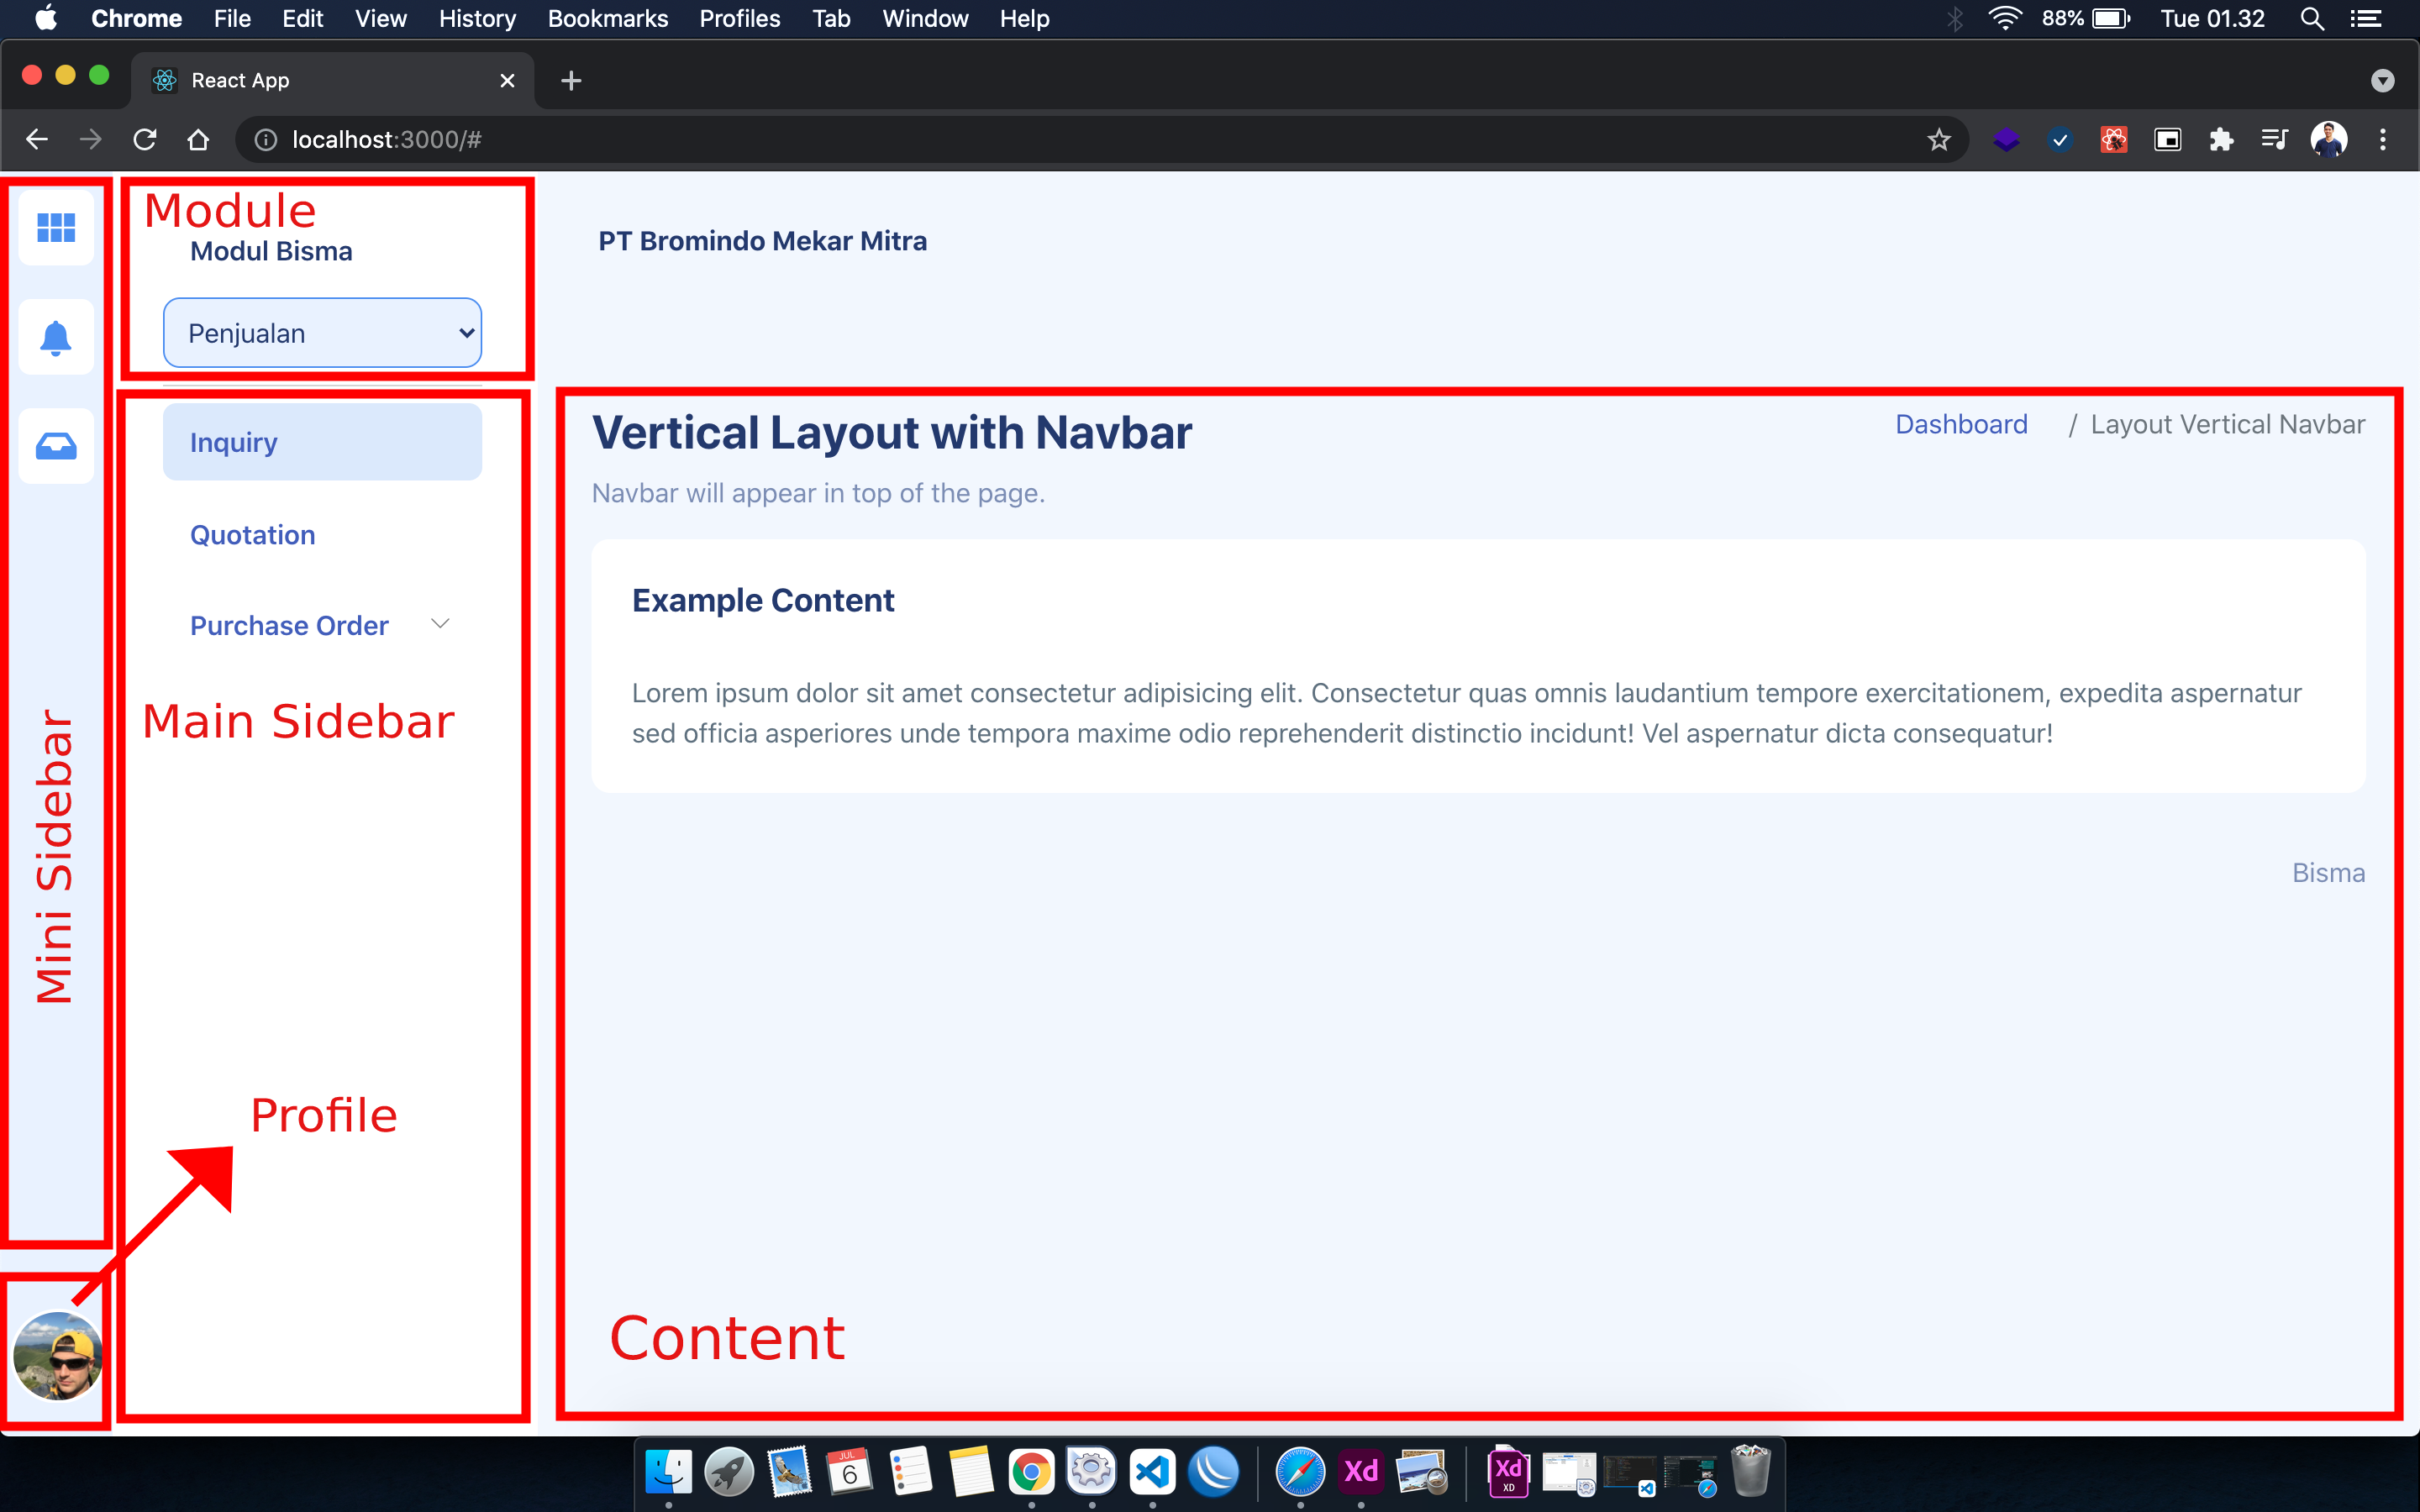 Chrome File Edit View History Bookmarks Profiles Tab Window Help 88% Tue 01.32
React App
localhost:3000/#
Module
Modul Bisma
Penjualan
PT Bromindo Mekar Mitra
Inquiry
Quotation
Purchase Order
Main Sidebar
Mini Sidebar
Profile
Vertical Layout with Navbar
Dashboard / Layout Vertical Navbar
Navbar will appear in top of the page.
Example Content
Lorem ipsum dolor sit amet consectetur adipisicing elit. Consectetur quas omnis laudantium tempore exercitationem, expedita aspernatur
sed officia asperiores unde tempora maxime odio reprehenderit distinctio incidunt! Vel aspernatur dicta consequatur!
Bisma
Content
JUL
6
Xd
Xd
XD